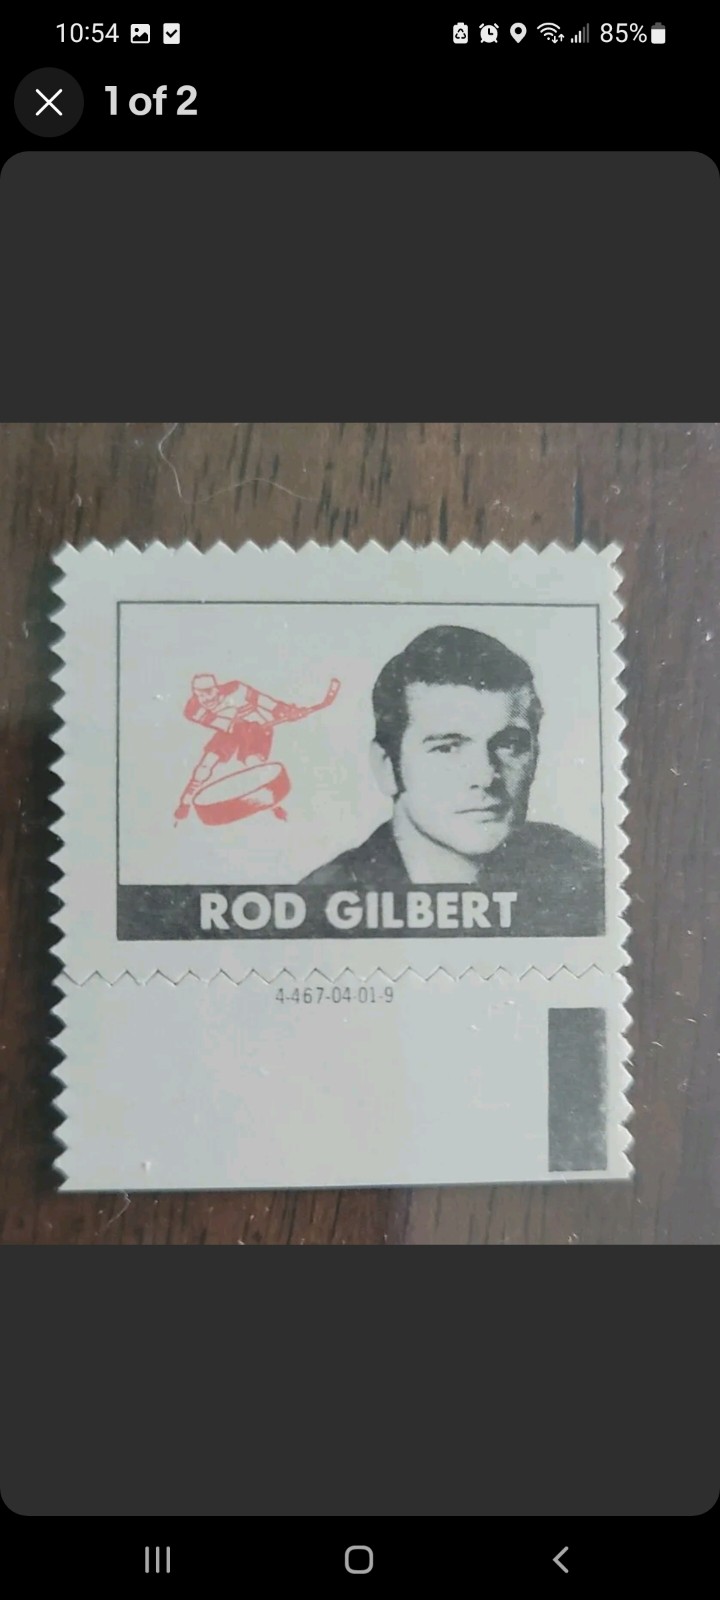 10:54
85%
1 of 2
ROD GILBERT
4-467-04-01-9